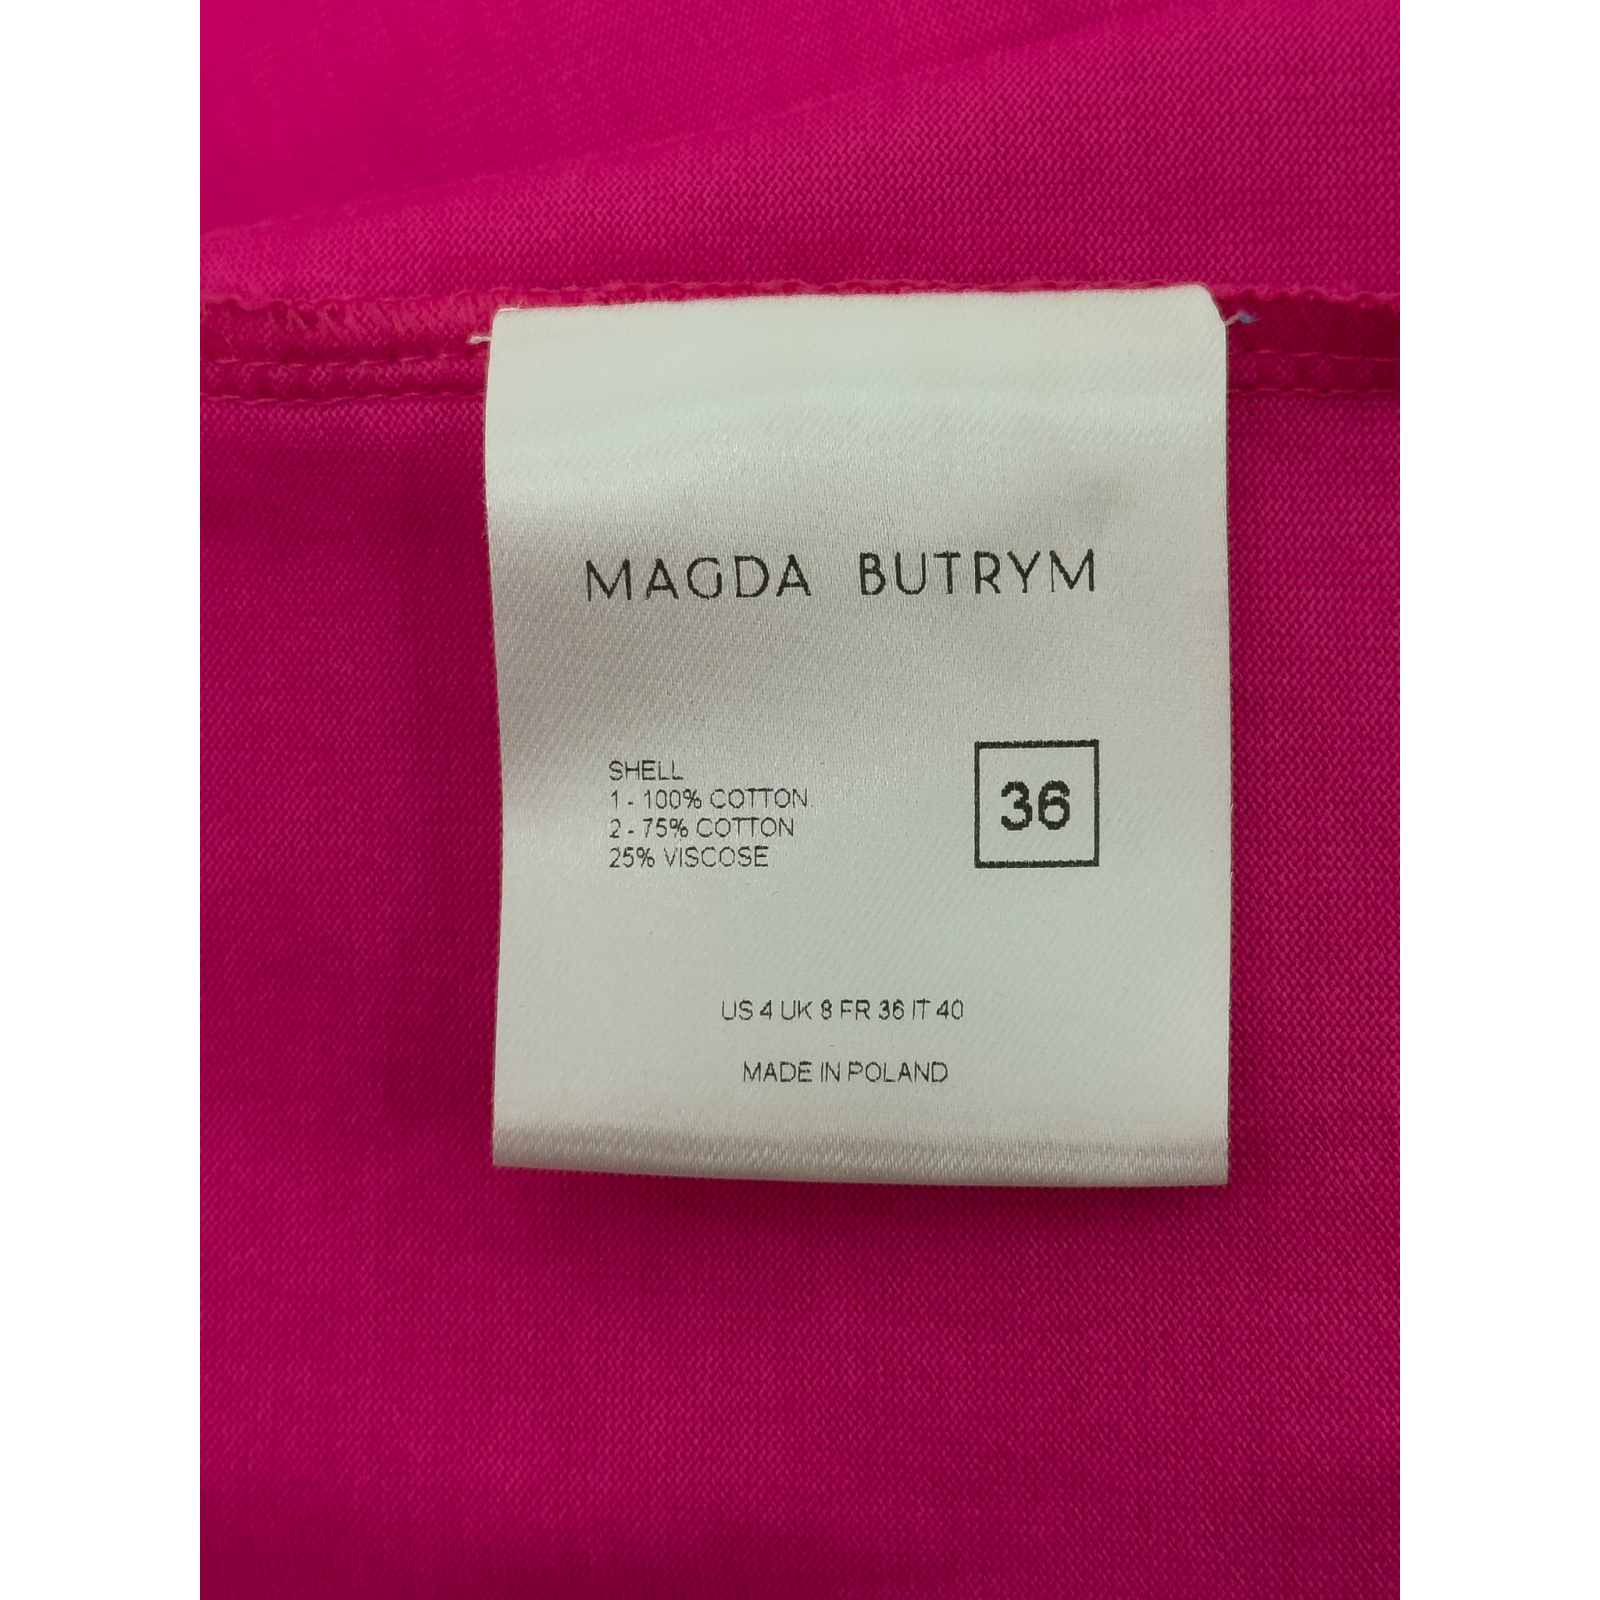 MAGDA BUTRYM
SHELL
1 - 100% COTTON
2 - 75% COTTON
25% VISCOSE
36
US 4 UK 8 FR 36 IT 40
MADE IN POLAND